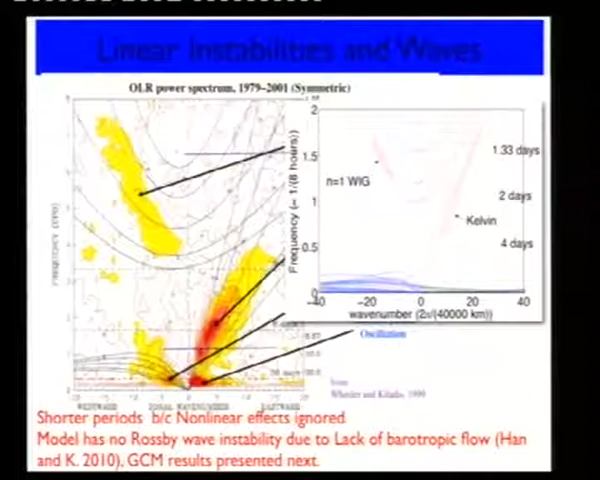 Linear Instabilities and Waves
OLR power spectrum, 1979-2001 (Symmetric)
FREQUENCY (CPD)
WESTWARD ZONAL WAVENUMBER EASTWARD
Frequency (= 1/(8 hours))
2
1.5
1
0.5
0
1.33 days
2 days
4 days
n=1 WIG
Kelvin
-40 -20 0 20 40
wavenumber (2π/(40000 km))
Oscillation
from
Wheeler and Kiladis, 1999
Shorter periods b/c Nonlinear effects ignored
Model has no Rossby wave instability due to Lack of barotropic flow (Han
and K. 2010), GCM results presented next.